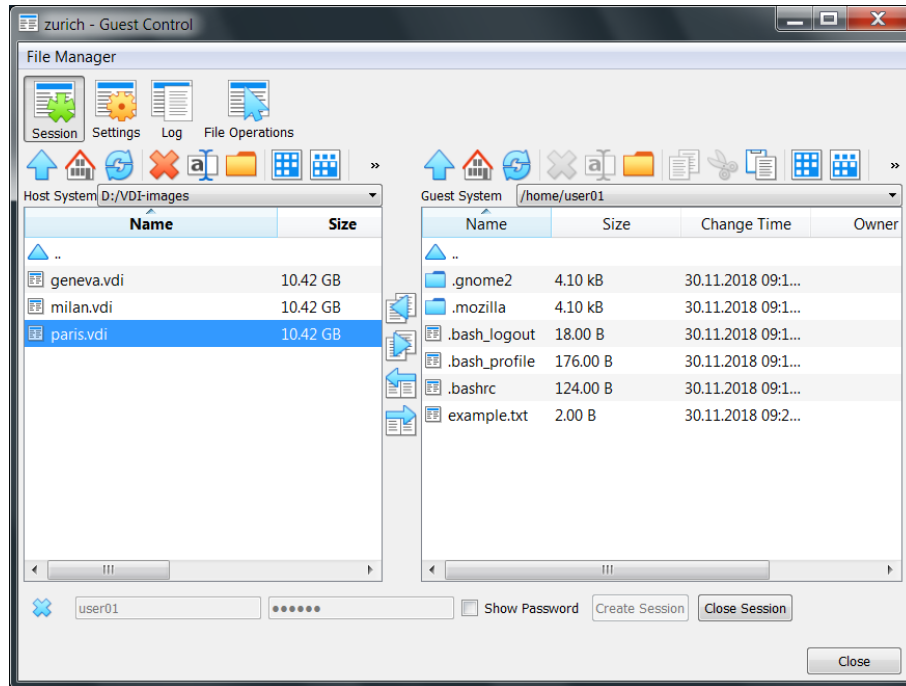 zurich - Guest Control
File Manager
Session Settings Log File Operations
» »
Host System D:/VDI-images Guest System /home/user01
Name Size Name Size Change Time Owner
.. ..
geneva.vdi 10.42 GB .gnome2 4.10 kB 30.11.2018 09:1...
milan.vdi 10.42 GB .mozilla 4.10 kB 30.11.2018 09:1...
paris.vdi 10.42 GB .bash_logout 18.00 B 30.11.2018 09:1...
.bash_profile 176.00 B 30.11.2018 09:1...
.bashrc 124.00 B 30.11.2018 09:1...
example.txt 2.00 B 30.11.2018 09:2...
user01 ●●●●●● Show Password Create Session Close Session
Close